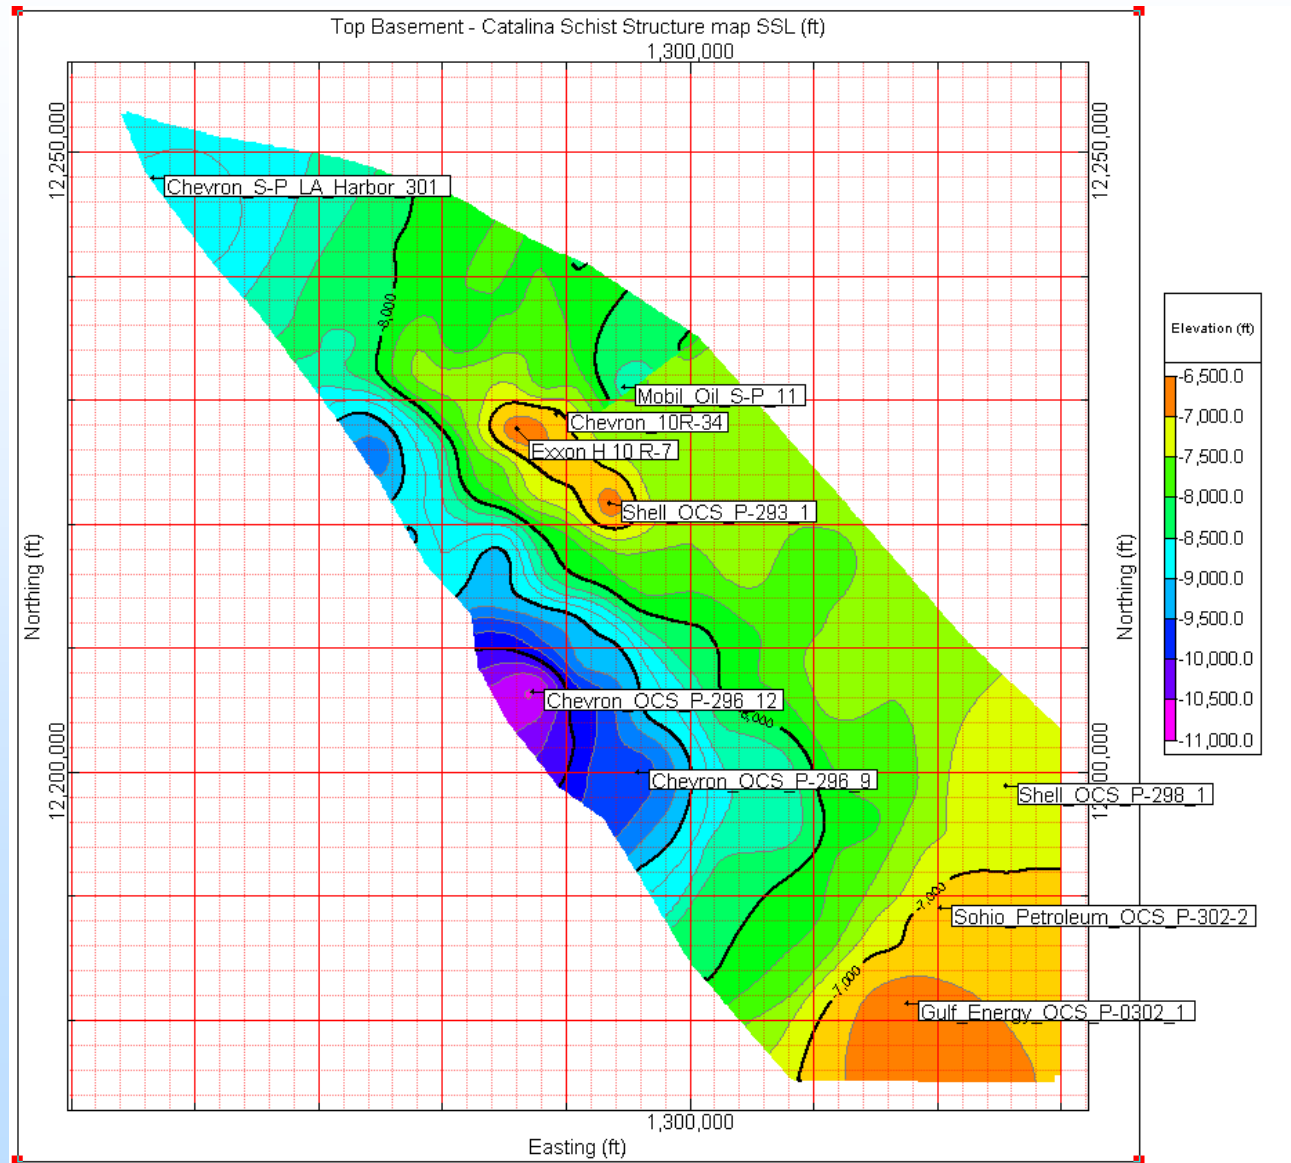 Top Basement - Catalina Schist Structure map SSL (ft)
1,300,000
12,250,000
12,250,000
Chevron_S-P_LA_Harbor_301
-8,000
Elevation (ft)
Mobil_Oil_S-P_11
-6,500.0
Chevron_10R-34
-7,000.0
Exxon H 10 R-7
-7,500.0
-8,000.0
Shell_OCS_P-293_1
-8,500.0
Northing (ft)
Northing (ft)
-9,000.0
-9,500.0
-10,000.0
-10,500.0
-11,000.0
Chevron_OCS_P-296_12
-8,000
12,200,000
Chevron_OCS_P-296_9
Shell_OCS_P-298_1
-7,000
Sohio_Petroleum_OCS_P-302-2
-7,000
Gulf_Energy_OCS_P-0302_1
1,300,000
Easting (ft)